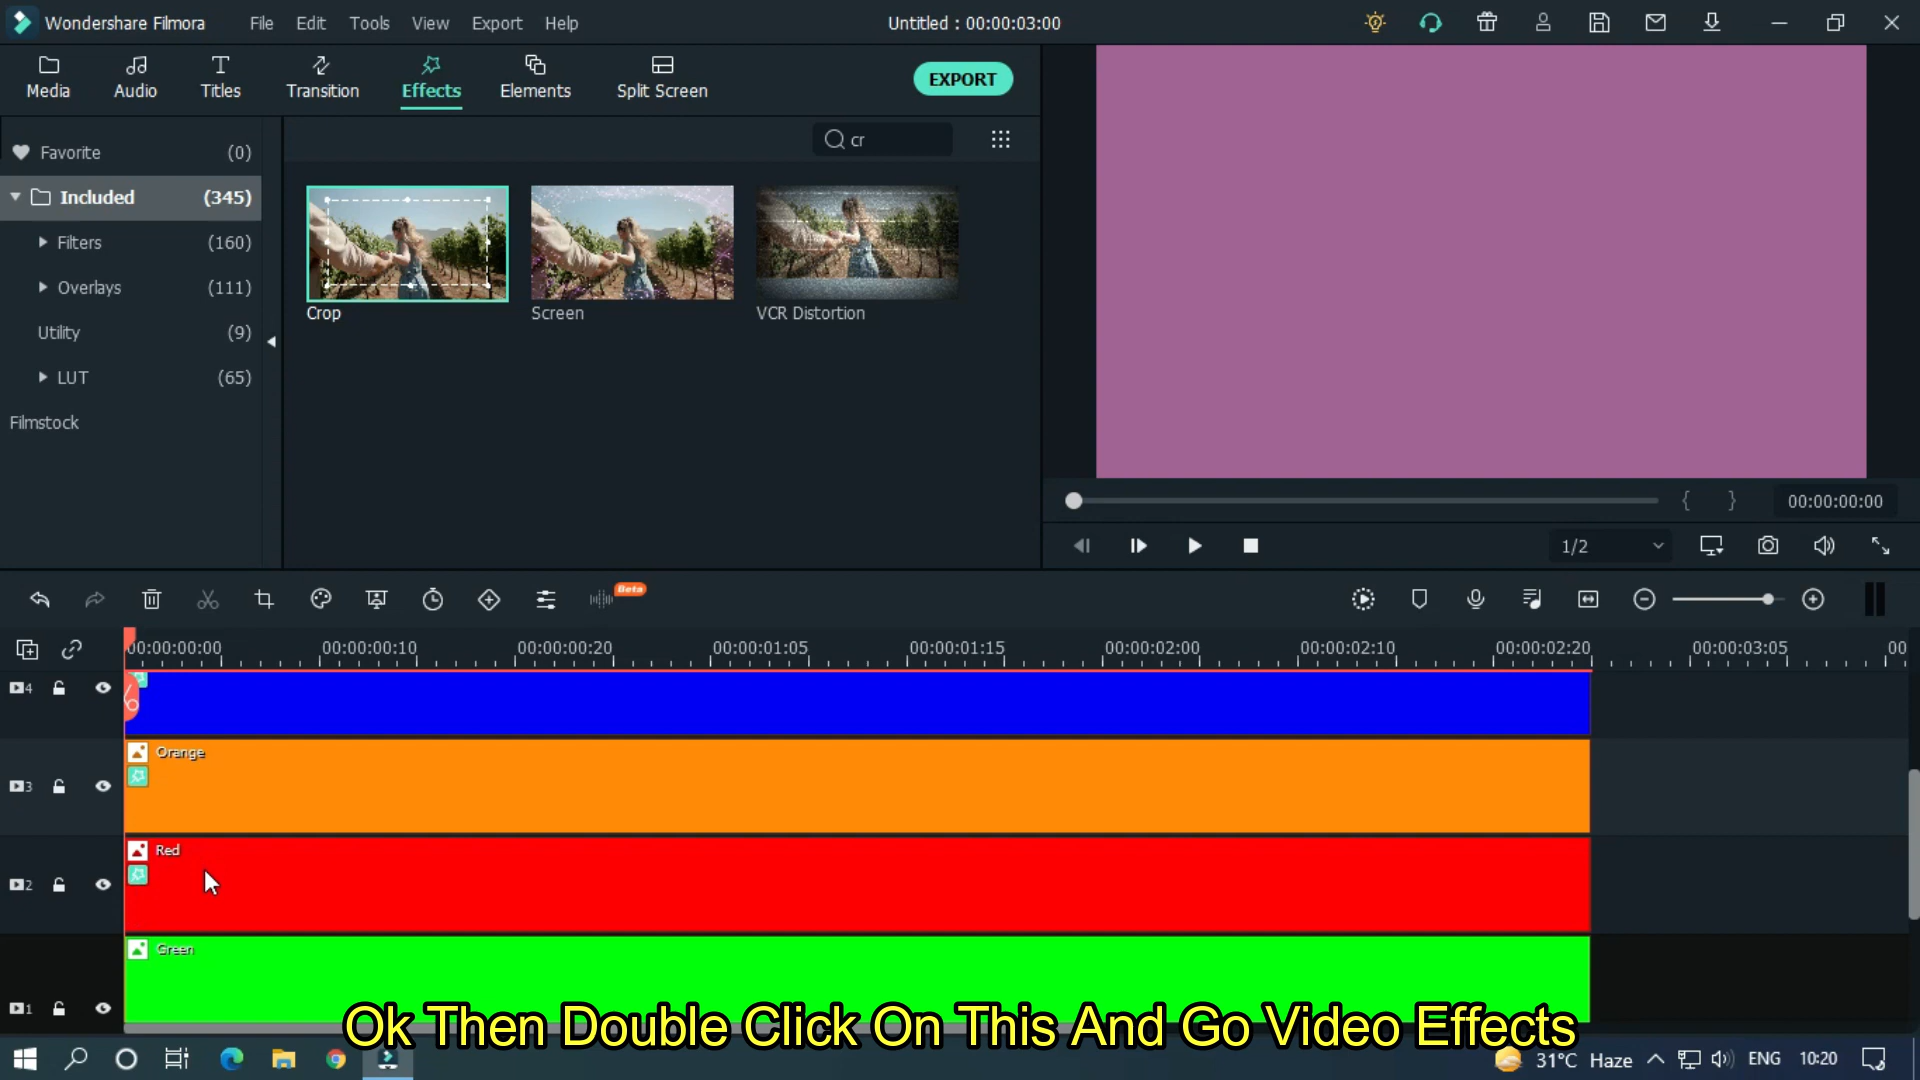 Wondershare Filmora
File
Edit
Tools
View
Export
Help
Untitled : 00:00:03:00
Media
Audio
Titles
Transition
Effects
Elements
Split Screen
EXPORT
cr
Favorite (0)
Included (345)
Filters (160)
Overlays (111)
Utility (9)
LUT (65)
Filmstock
Crop
Screen
VCR Distortion
{ } 00:00:00:00
1/2
Beta
00:00:00:00 00:00:00:10 00:00:00:20 00:00:01:05 00:00:01:15 00:00:02:00 00:00:02:10 00:00:02:20 00:00:03:05 00
4
Orange
3
Red
2
Green
1
Ok Then Double Click On This And Go Video Effects
31°C Haze
ENG
10:20